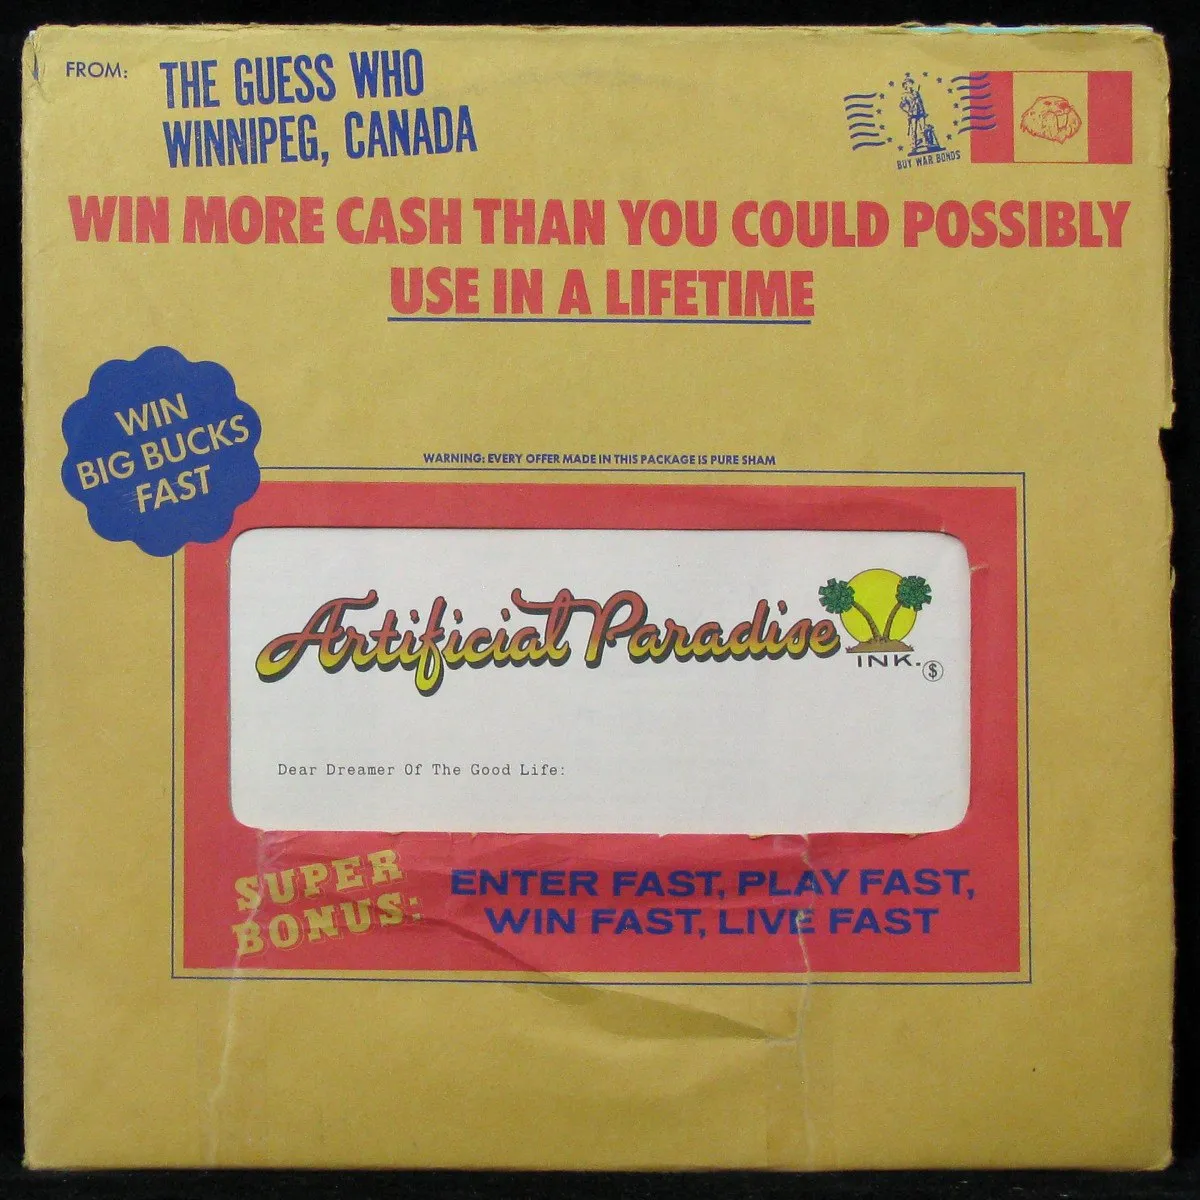 FROM:
THE GUESS WHO
WINNIPEG, CANADA
BUY WAR BONDS
WIN MORE CASH THAN YOU COULD POSSIBLY
USE IN A LIFETIME
WIN
BIG BUCKS
FAST
WARNING: EVERY OFFER MADE IN THIS PACKAGE IS PURE SHAM
Artificial Paradise
INK.
$
Dear Dreamer Of The Good Life:
SUPER
BONUS:
ENTER FAST, PLAY FAST,
WIN FAST, LIVE FAST